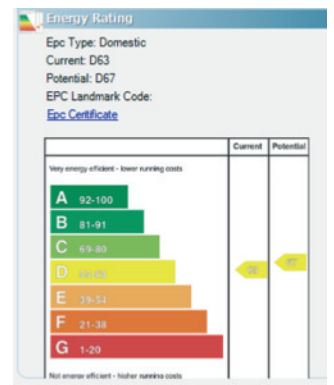 Energy Rating
Epc Type: Domestic
Current: D63
Potential: D67
EPC Landmark Code:
Epc Certificate
Current Potential
Very energy efficient - lower running costs
A 92-100
B 81-91
C 69-80
D
E 39-54
F 21-38
G 1-20
Not energy efficient - higher running costs